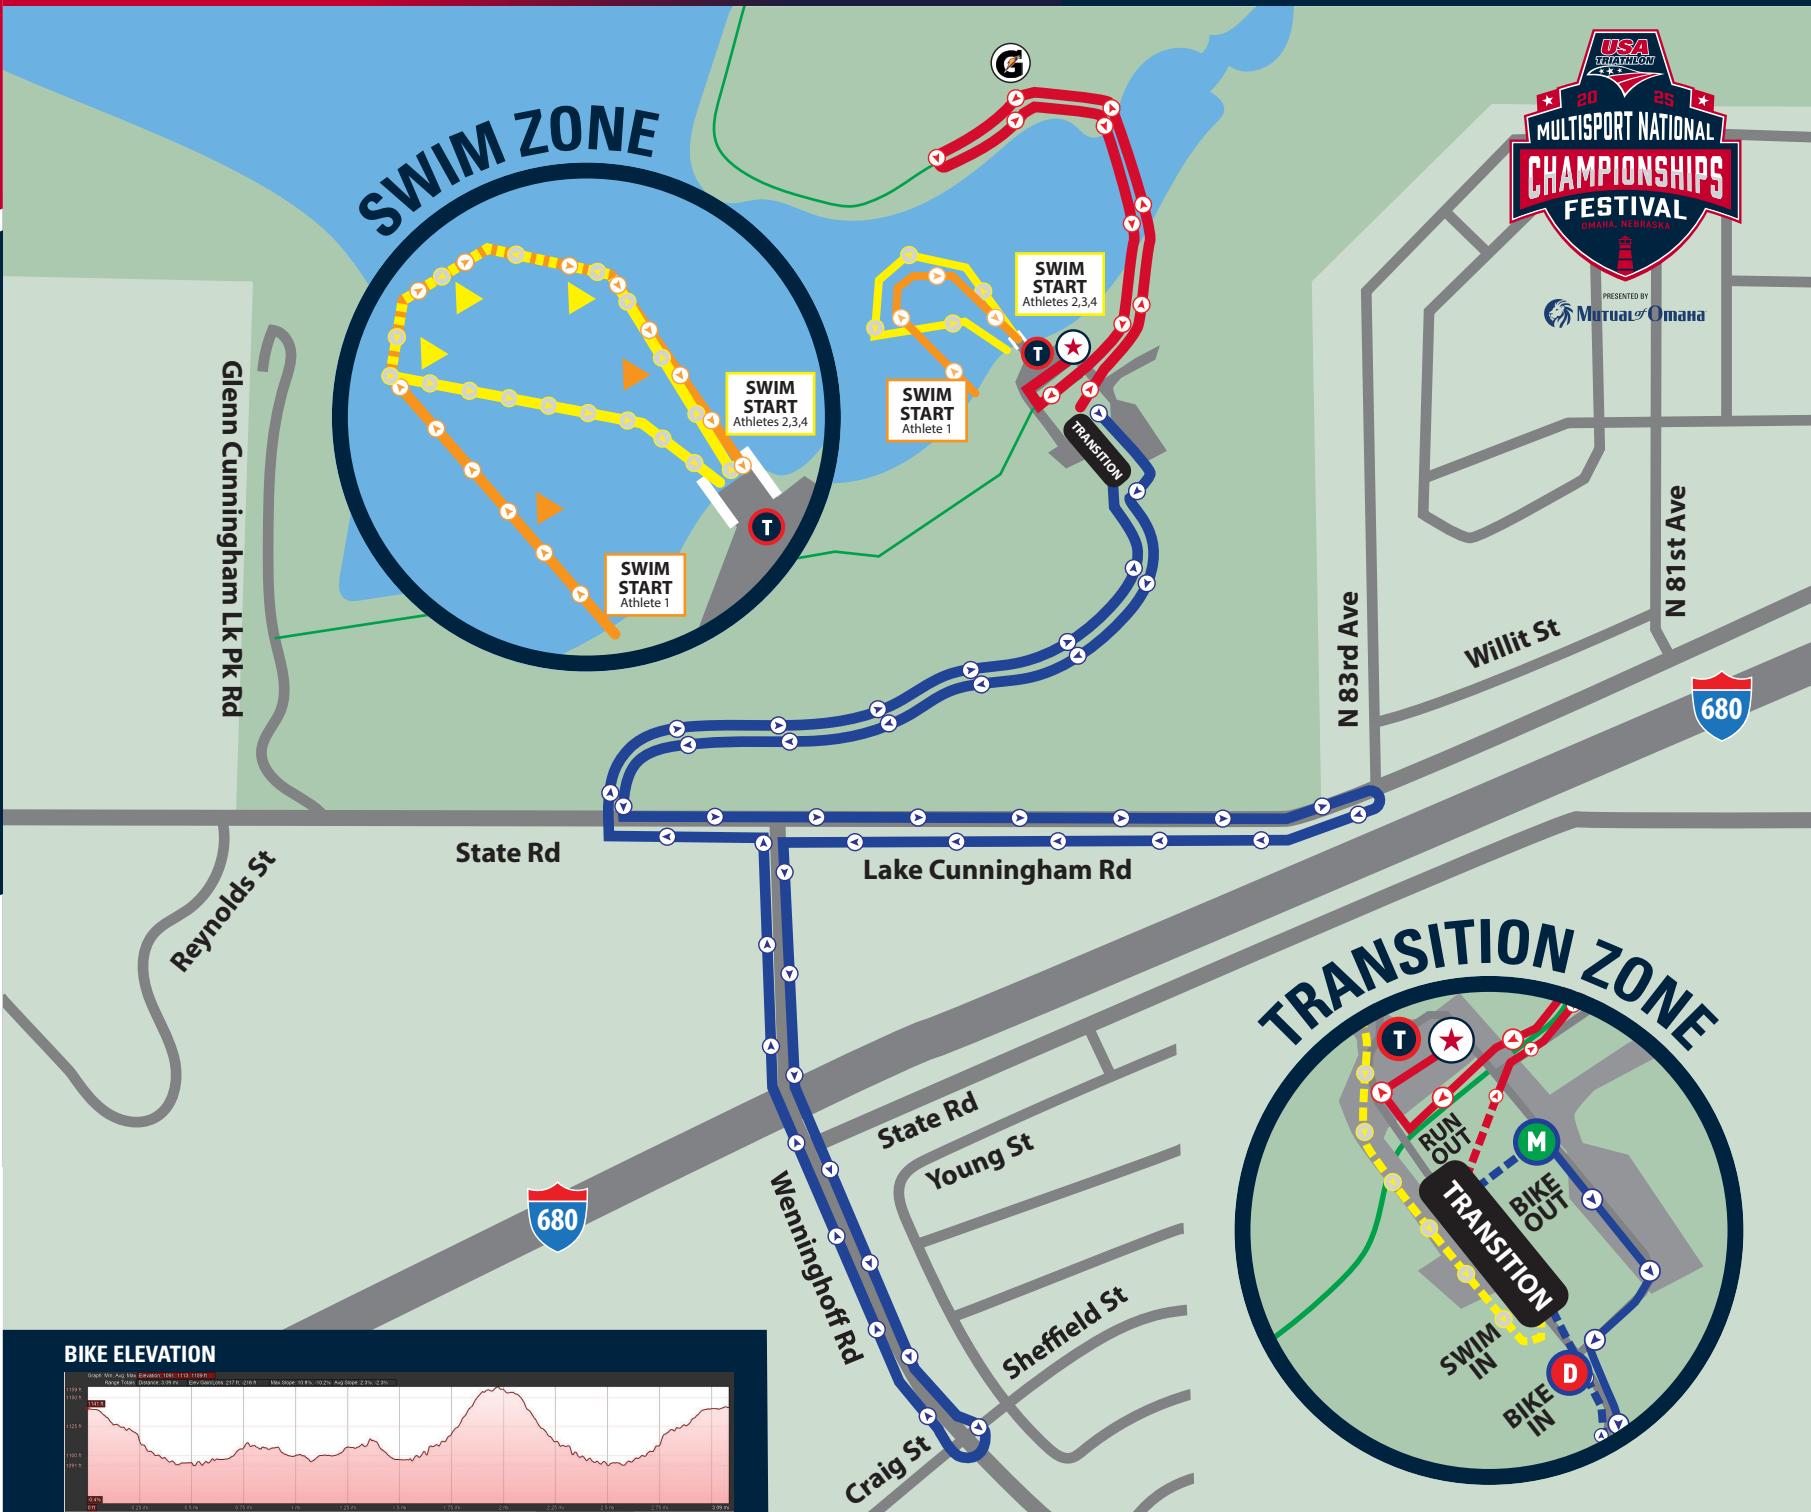 SWIM ZONE
G
USA
TRIATHLON
20 25
MULTISPORT NATIONAL
CHAMPIONSHIPS
FESTIVAL
OMAHA, NEBRASKA
PRESENTED BY
Mutual of Omaha
SWIM
START
Athletes 2,3,4
T
SWIM
START
Athlete 1
TRANSITION
SWIM
START
Athletes 2,3,4
T
SWIM
START
Athlete 1
Glenn Cunningham Lk Pk Rd
N 83rd Ave
N 81st Ave
Willit St
680
State Rd
Lake Cunningham Rd
Reynolds St
State Rd
Young St
Wenninghoff Rd
680
Sheffield St
Craig St
TRANSITION ZONE
T
RUN
OUT
M
BIKE
OUT
TRANSITION
SWIM
IN
D
BIKE
IN
BIKE ELEVATION